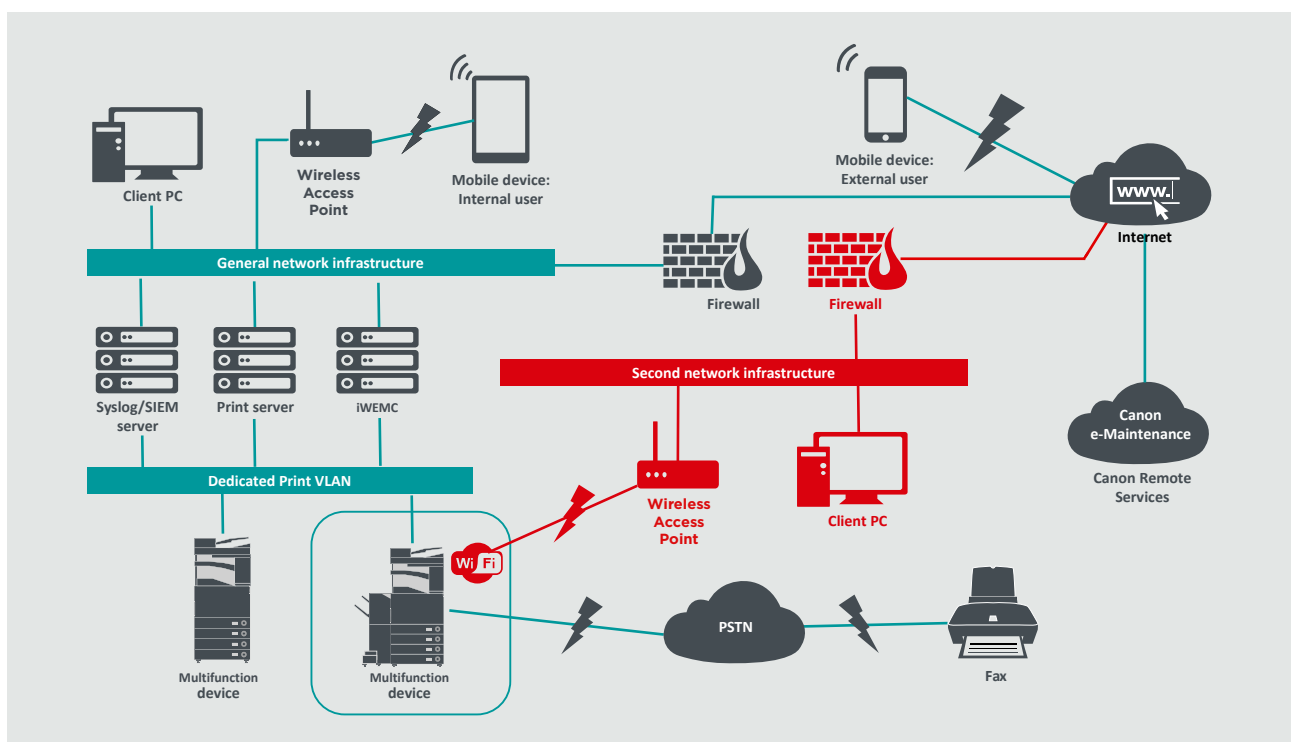 Client PC
Wireless
Access
Point
Mobile device:
Internal user
Mobile device:
External user
www.
Internet
General network infrastructure
Firewall
Firewall
Syslog/SIEM
server
Print server
iWEMC
Second network infrastructure
Canon
e-Maintenance
Canon Remote
Services
Dedicated Print VLAN
Wireless
Access
Point
Client PC
Wi Fi
Multifunction
device
Multifunction
device
PSTN
Fax